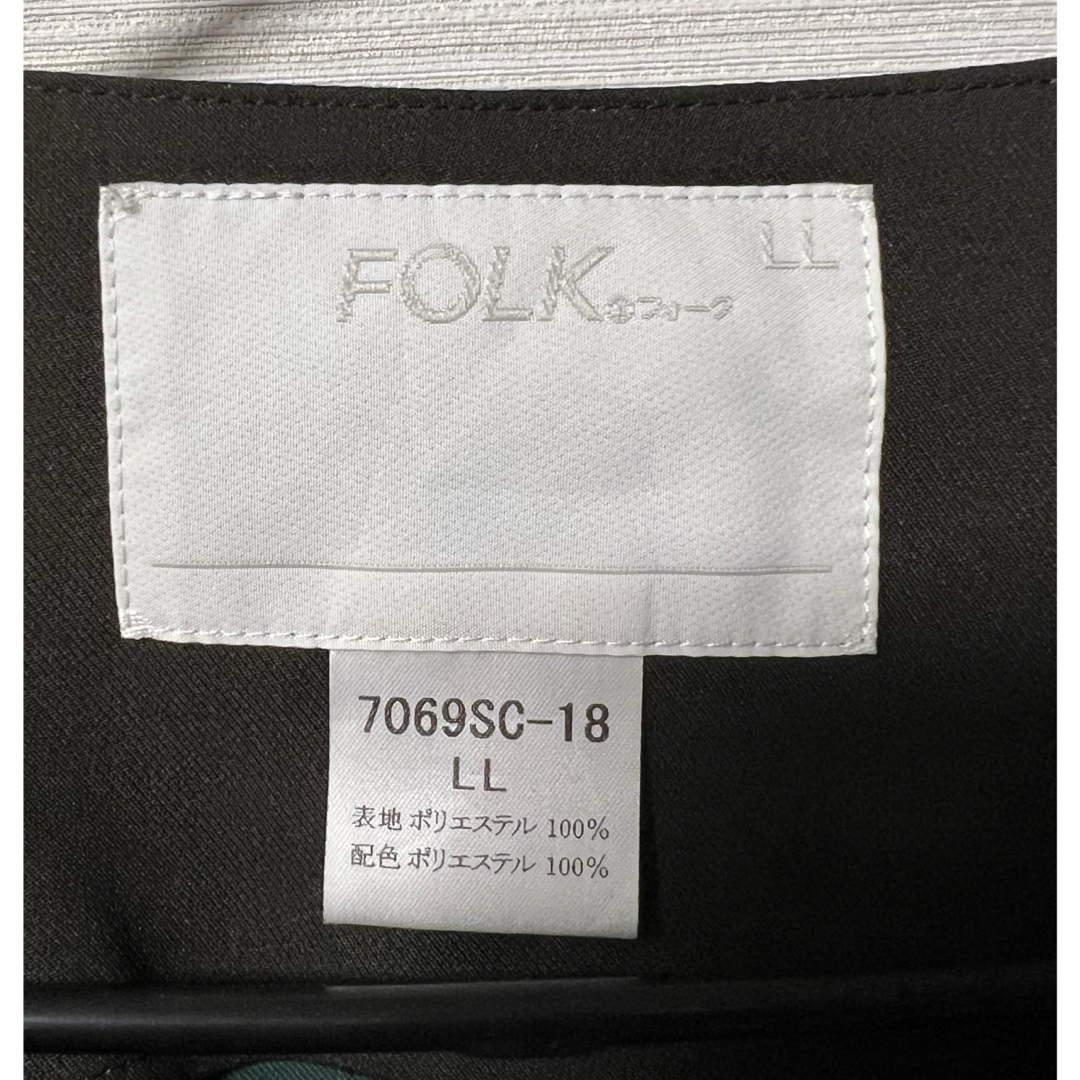 FOLK フォーク LL
7069SC-18
LL
表地 ポリエステル 100%
配色 ポリエステル 100%